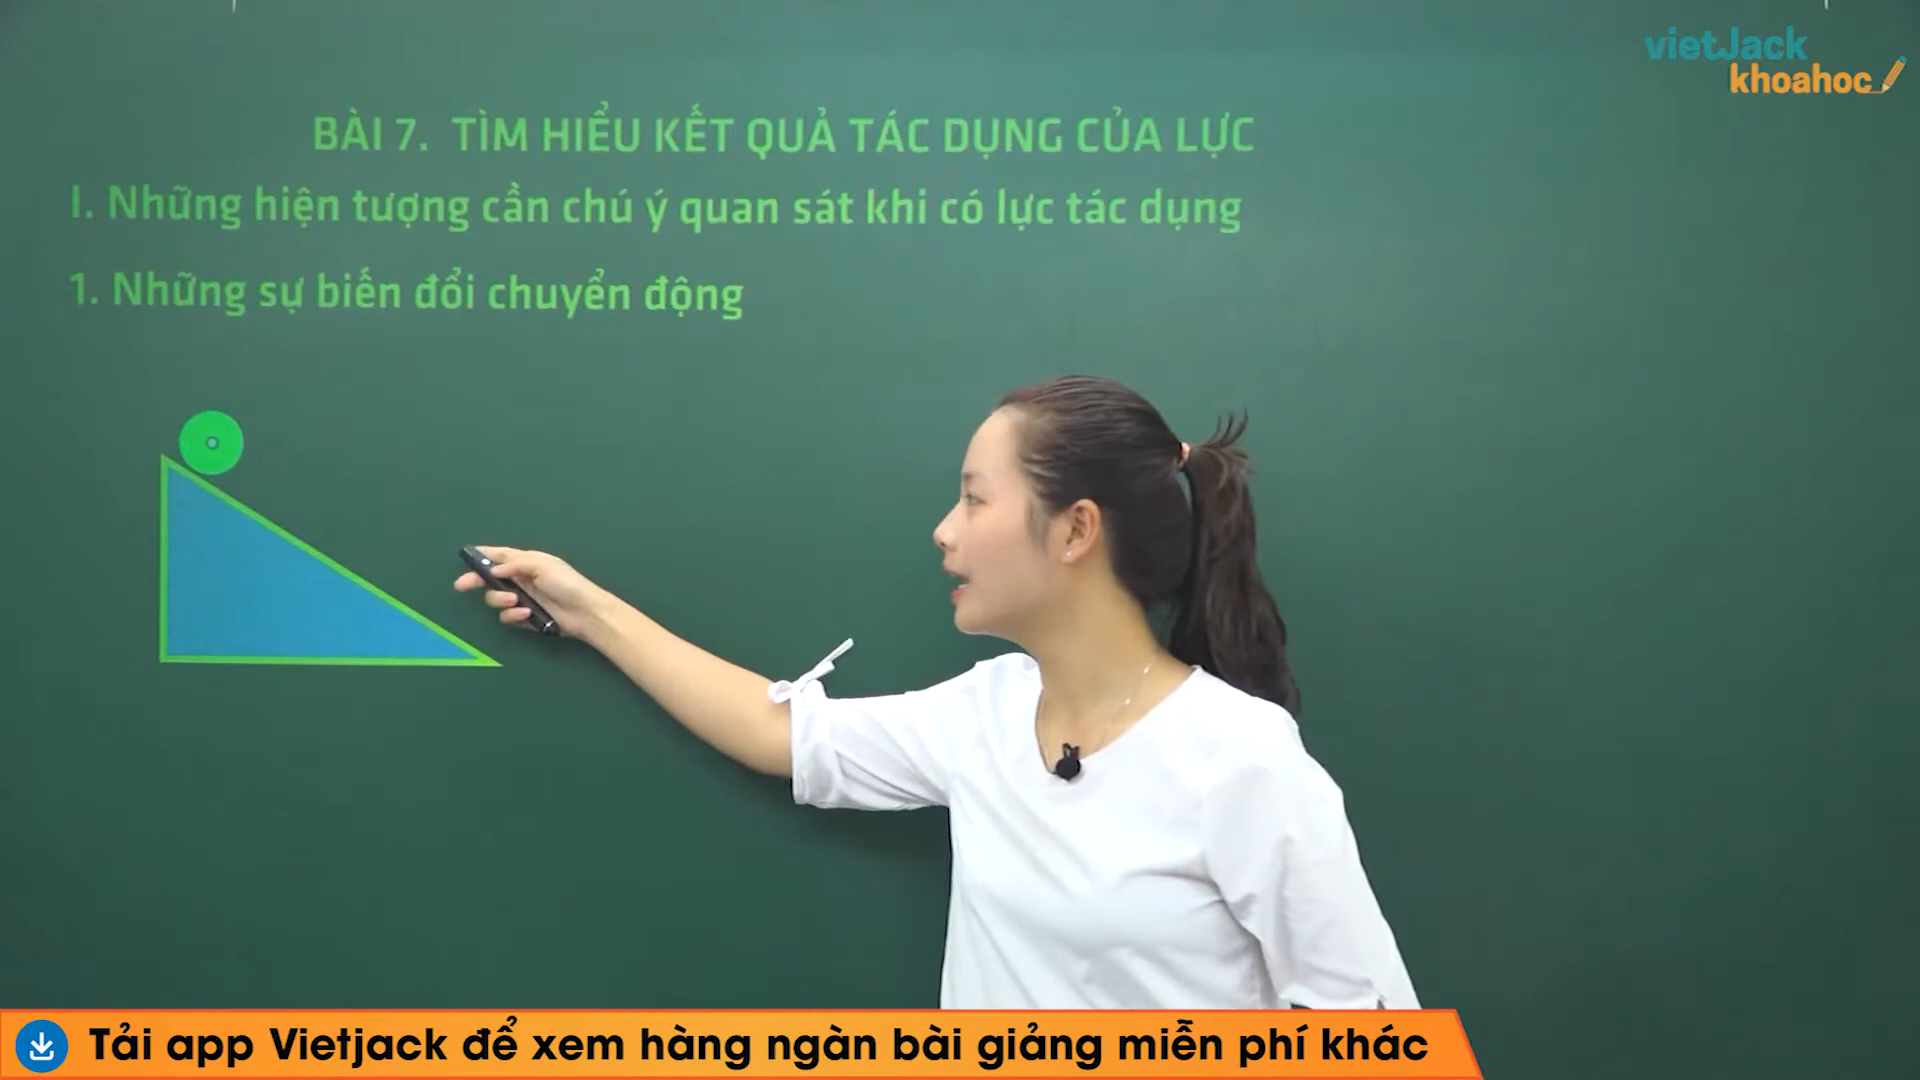 vietJack
khoahoc
BÀI 7. TÌM HIỂU KẾT QUẢ TÁC DỤNG CỦA LỰC
I. Những hiện tượng cần chú ý quan sát khi có lực tác dụng
1. Những sự biến đổi chuyển động
Tải app Vietjack để xem hàng ngàn bài giảng miễn phí khác